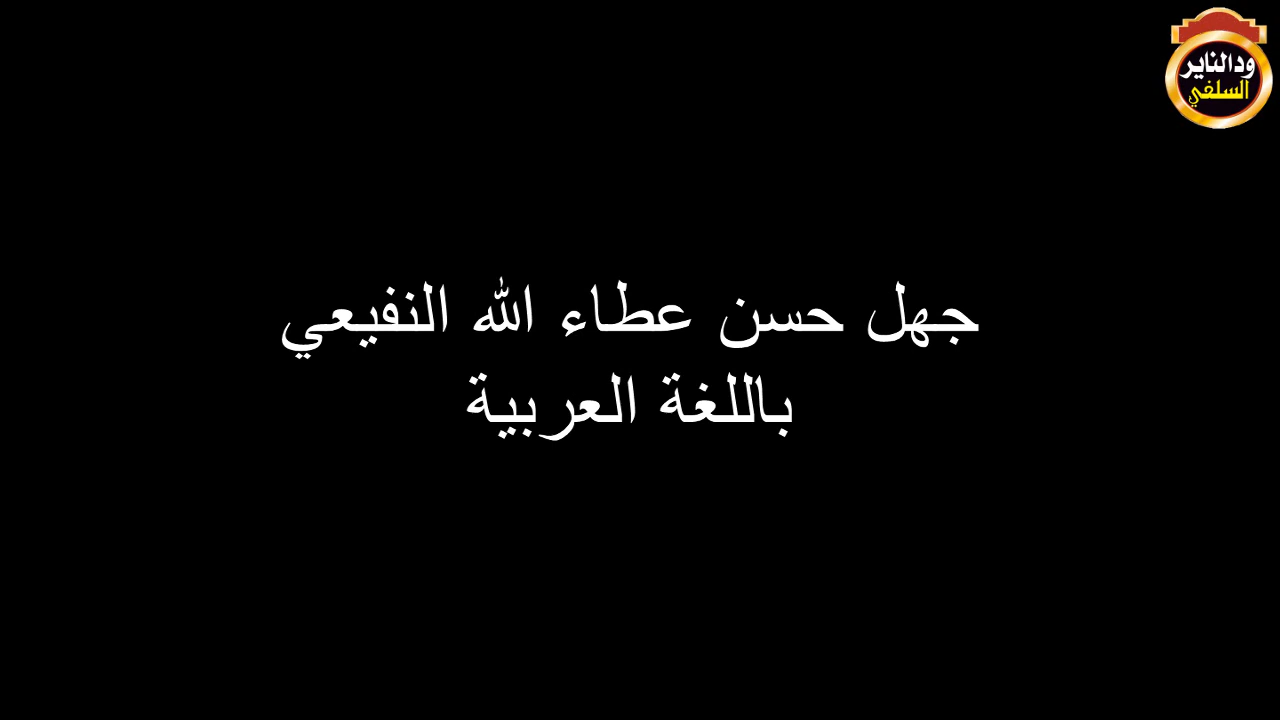 ودالناير
السلفي
جهل حسن عطاء الله النفيعي
باللغة العربية